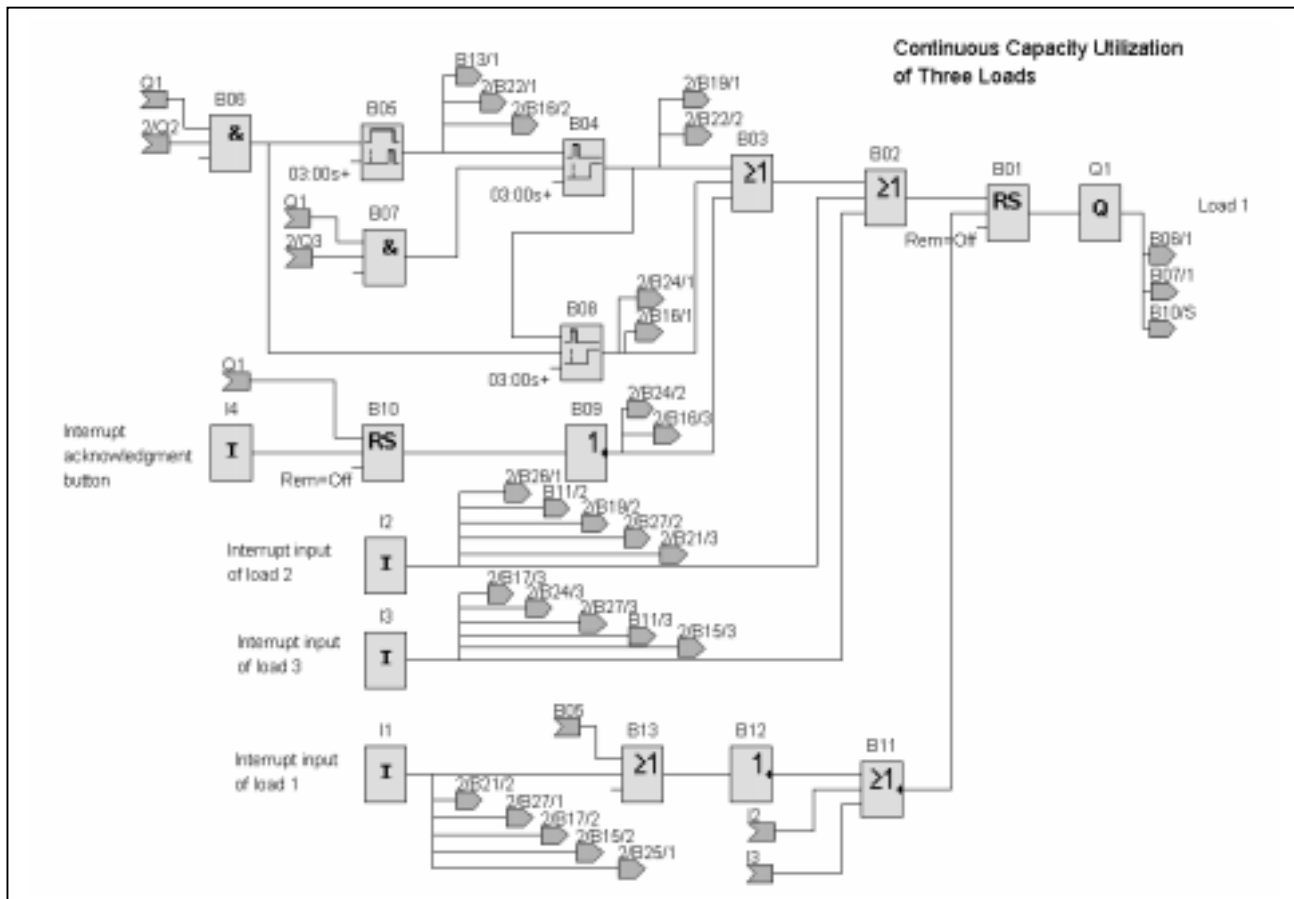 Continuous Capacity Utilization
of Three Loads
Q1
2/Q2
B06
&
B05
03:00s+
B13/1
2/B22/1
2/B16/2
B04
03:00s+
2/B19/1
2/B22/2
B03
≥1
B02
≥1
B01
RS
Rem=Off
Q1
Q
Load 1
B06/1
B07/1
B10/S
Q1
2/Q3
B07
&
B08
03:00s+
2/B24/1
2/B16/1
Q1
I4
I
Interrupt
acknowledgment
button
B10
RS
Rem=Off
B09
1
2/B24/2
2/B16/3
I2
I
Interrupt input
of load 2
2/B26/1
B11/2
2/B19/2
2/B27/2
2/B21/3
I3
I
Interrupt input
of load 3
2/B17/3
2/B24/3
2/B27/3
B11/3
2/B15/3
I1
I
Interrupt input
of load 1
2/B21/2
2/B27/1
2/B17/2
2/B15/2
2/B25/1
B05
B13
≥1
B12
1
B11
≥1
I2
I3